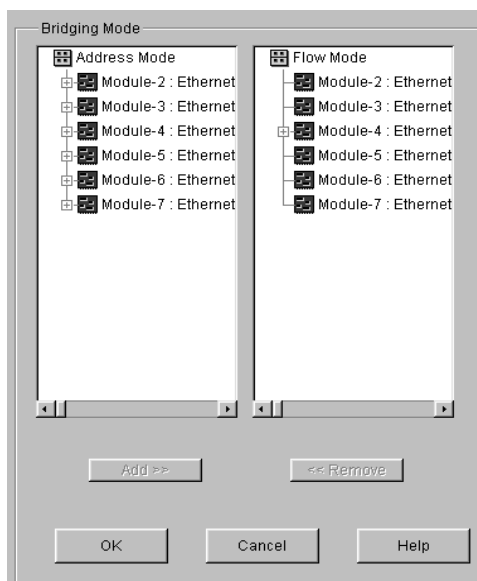 Bridging Mode
Address Mode
Module-2 : Ethernet
Module-3 : Ethernet
Module-4 : Ethernet
Module-5 : Ethernet
Module-6 : Ethernet
Module-7 : Ethernet
Flow Mode
Module-2 : Ethernet
Module-3 : Ethernet
Module-4 : Ethernet
Module-5 : Ethernet
Module-6 : Ethernet
Module-7 : Ethernet
Add >>
<< Remove
OK
Cancel
Help